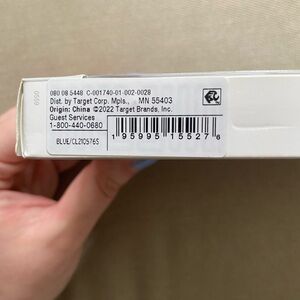 080 08 5448 C-001740-01-002-0028
Dist. by Target Corp. Mpls., MN 55403
Origin: China ©2022 Target Brands, Inc.
Guest Services
1-800-440-0680
BLUE/CL2105765
1 95995 15527 6